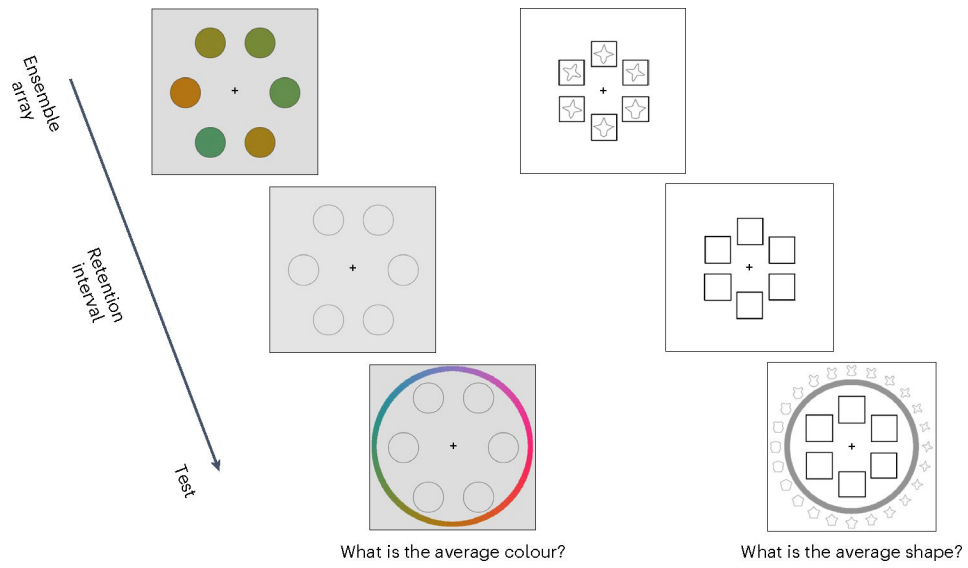 Ensemble
array
Retention
interval
Test
What is the average colour?
What is the average shape?